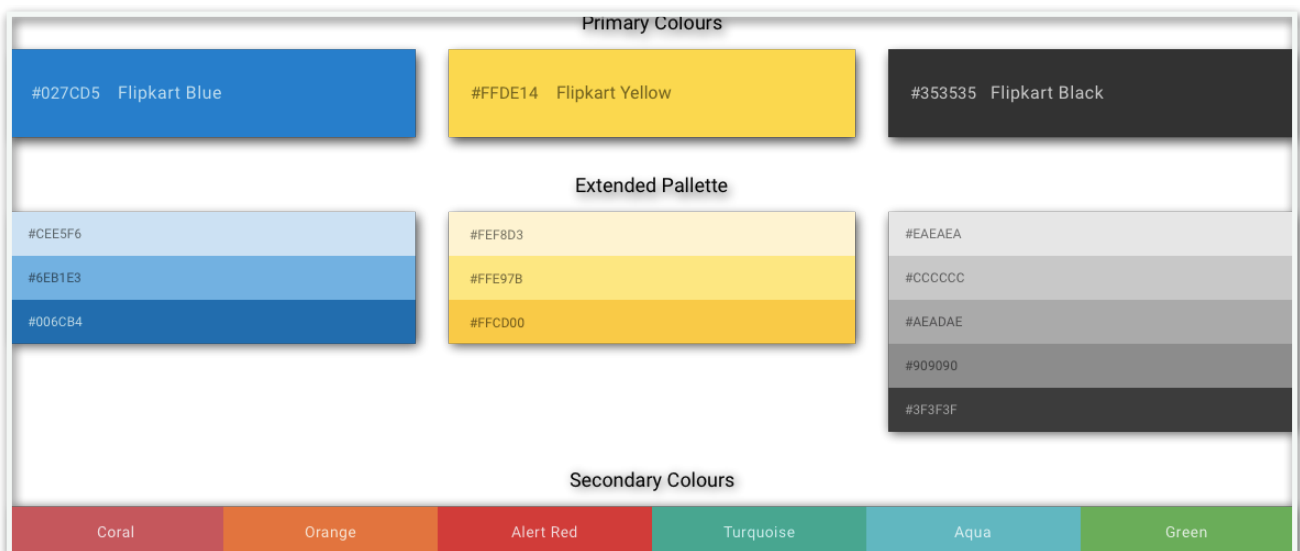 Primary Colours
#027CD5 Flipkart Blue
#FFDE14 Flipkart Yellow
#353535 Flipkart Black
Extended Pallette
#CEE5F6
#6EB1E3
#006CB4
#FEF8D3
#FFE97B
#FFCD00
#EAEAEA
#CCCCCC
#AEADAE
#909090
#3F3F3F
Secondary Colours
Coral
Orange
Alert Red
Turquoise
Aqua
Green